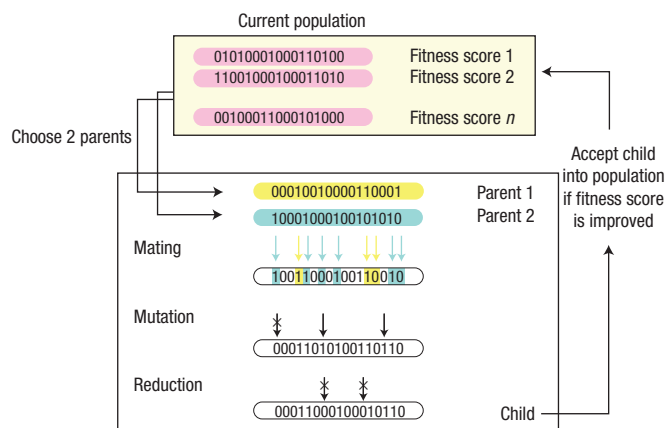 Current population
01010001000110100 Fitness score 1
11001000100011010 Fitness score 2
00100011000101000 Fitness score n
Choose 2 parents
Accept child
into population
if fitness score
is improved
00010010000110001 Parent 1
10001000100101010 Parent 2
Mating
10011000100110010
Mutation
00011010100110110
Reduction
00011000100010110
Child